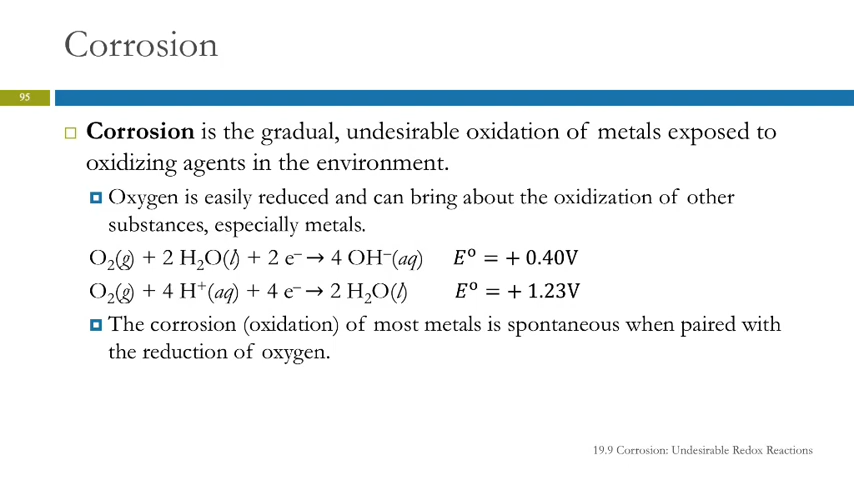 Corrosion
95
Corrosion is the gradual, undesirable oxidation of metals exposed to
oxidizing agents in the environment.
Oxygen is easily reduced and can bring about the oxidization of other
substances, especially metals.
O₂(g) + 2 H₂O(l) + 2 e⁻ → 4 OH⁻(aq) E° = + 0.40V
O₂(g) + 4 H⁺(aq) + 4 e⁻ → 2 H₂O(l) E° = + 1.23V
The corrosion (oxidation) of most metals is spontaneous when paired with
the reduction of oxygen.
19.9 Corrosion: Undesirable Redox Reactions